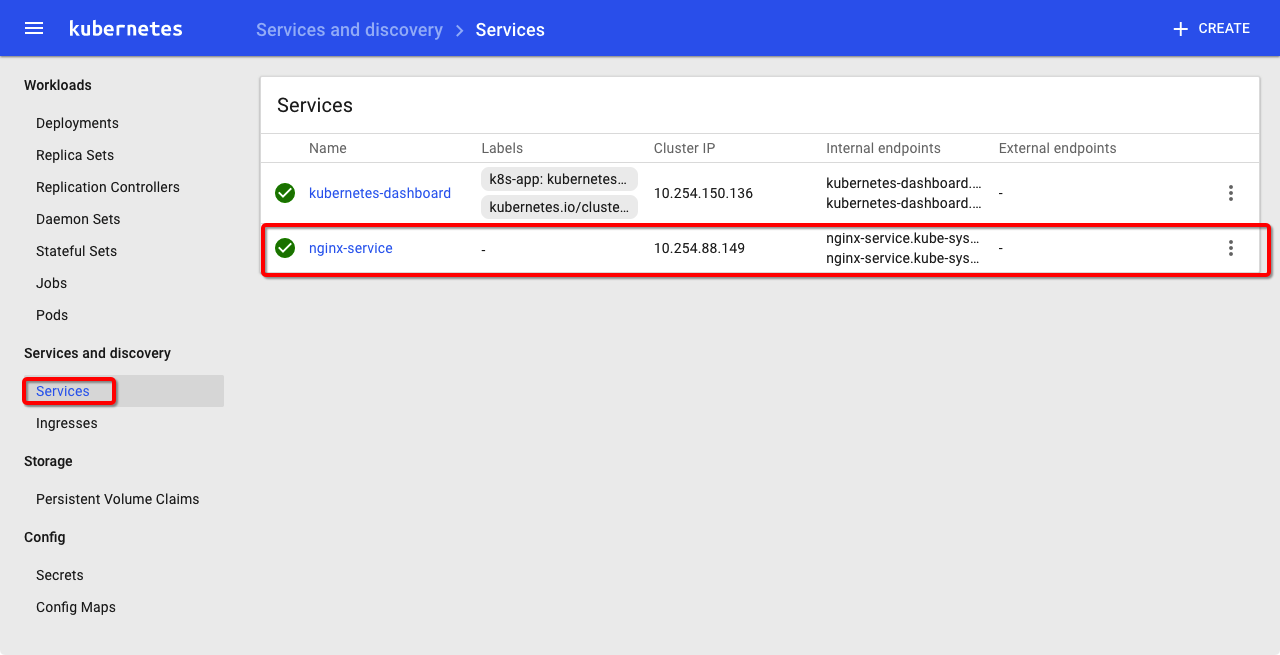 kubernetes
Services and discovery > Services
+ CREATE
Workloads
Deployments
Replica Sets
Replication Controllers
Daemon Sets
Stateful Sets
Jobs
Pods
Services and discovery
Services
Ingresses
Storage
Persistent Volume Claims
Config
Secrets
Config Maps
Services
Name Labels Cluster IP Internal endpoints External endpoints
kubernetes-dashboard k8s-app: kubernetes... 10.254.150.136 kubernetes-dashboard.... -
kubernetes.io/cluste... kubernetes-dashboard....
nginx-service - 10.254.88.149 nginx-service.kube-sys... -
nginx-service.kube-sys...